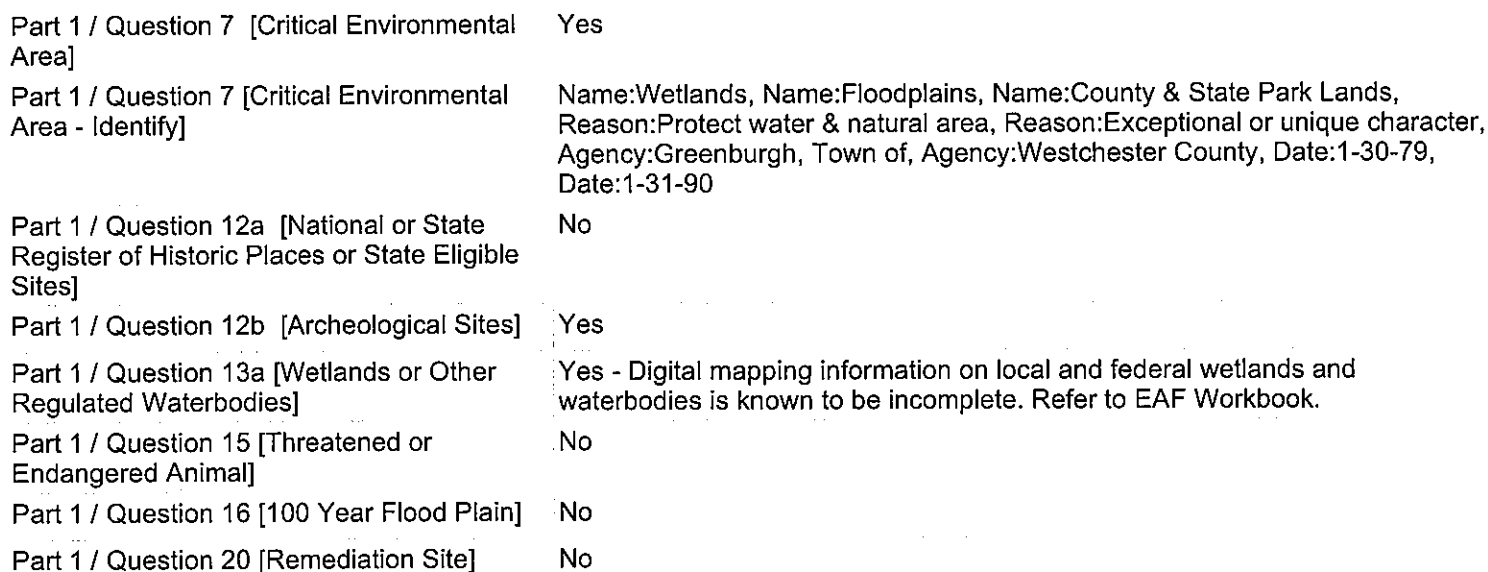 Part 1 / Question 7 [Critical Environmental Area] Yes
Part 1 / Question 7 [Critical Environmental Area - Identify] Name:Wetlands, Name:Floodplains, Name:County & State Park Lands,
Reason:Protect water & natural area, Reason:Exceptional or unique character,
Agency:Greenburgh, Town of, Agency:Westchester County, Date:1-30-79,
Date:1-31-90
Part 1 / Question 12a [National or State Register of Historic Places or State Eligible Sites] No
Part 1 / Question 12b [Archeological Sites] Yes
Part 1 / Question 13a [Wetlands or Other Regulated Waterbodies] Yes - Digital mapping information on local and federal wetlands and
waterbodies is known to be incomplete. Refer to EAF Workbook.
Part 1 / Question 15 [Threatened or Endangered Animal] No
Part 1 / Question 16 [100 Year Flood Plain] No
Part 1 / Question 20 [Remediation Site] No